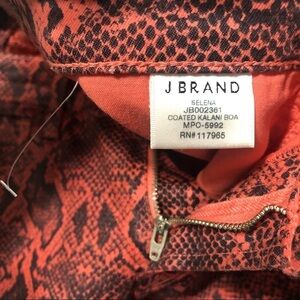 J BRAND
SELENA
JB002361
COATED KALANI BOA
MPO-5992
RN# 117965